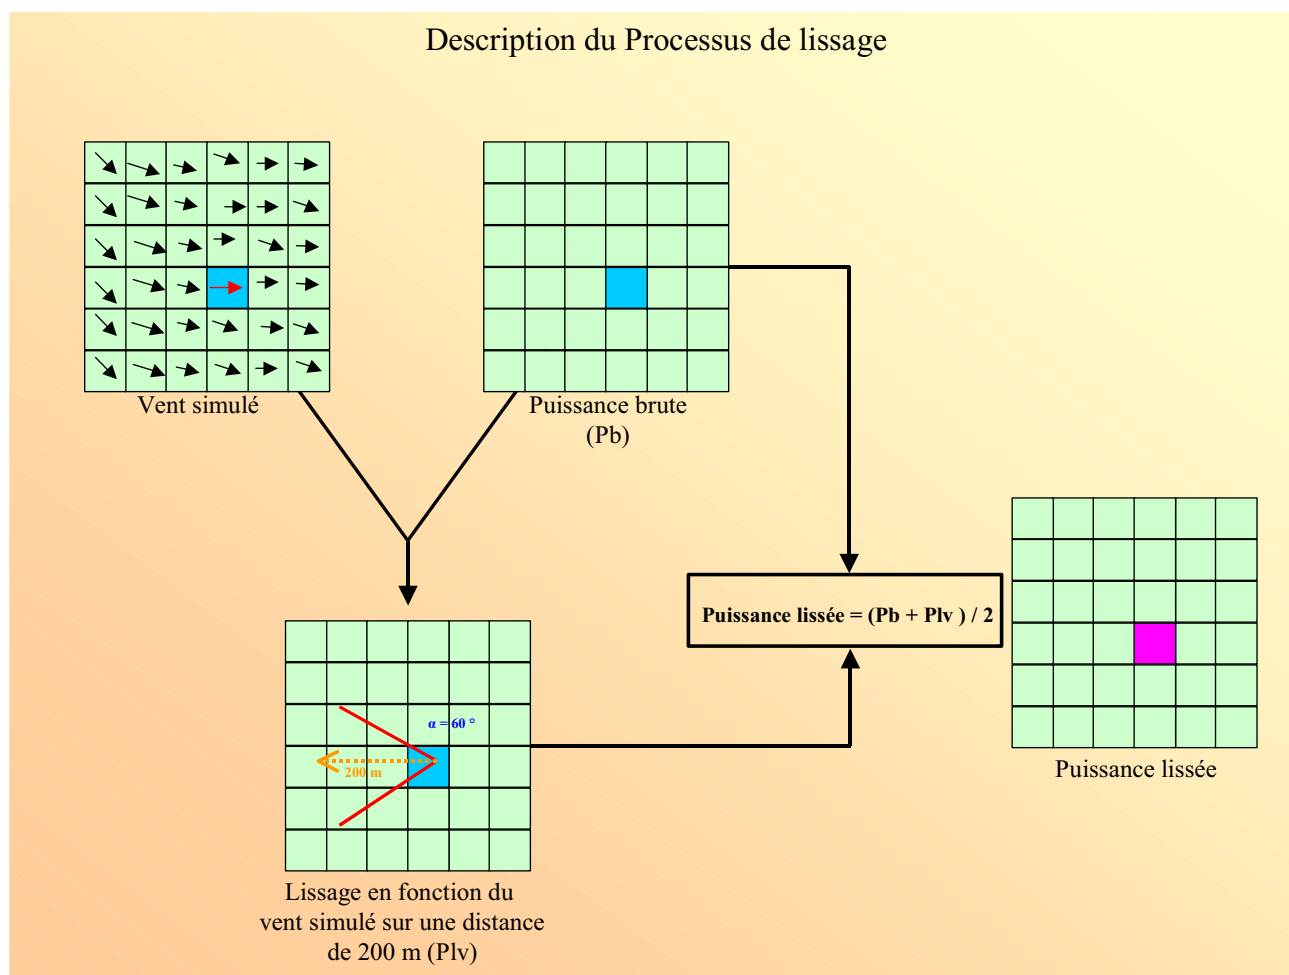 Description du Processus de lissage
Vent simulé
Puissance brute
(Pb)
Puissance lissée = (Pb + Plv ) / 2
α = 60 °
200 m
Puissance lissée
Lissage en fonction du
vent simulé sur une distance
de 200 m (Plv)